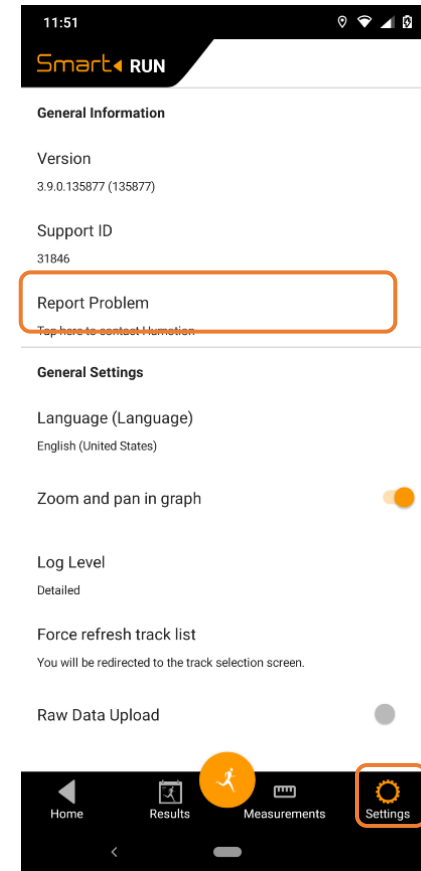 11:51
Smart RUN
General Information
Version
3.9.0.135877 (135877)
Support ID
31846
Report Problem
Tap here to contact Humotion
General Settings
Language (Language)
English (United States)
Zoom and pan in graph
Log Level
Detailed
Force refresh track list
You will be redirected to the track selection screen.
Raw Data Upload
Home Results Measurements Settings